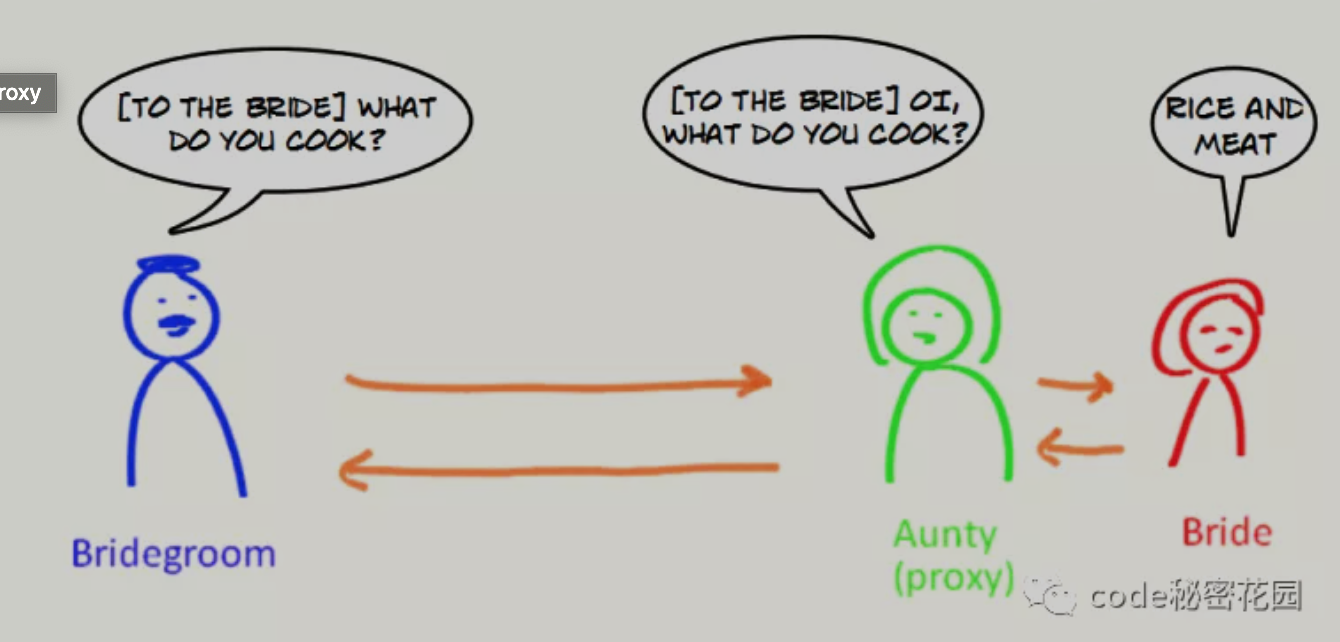 roxy
[TO THE BRIDE] WHAT
DO YOU COOK?
[TO THE BRIDE] OI,
WHAT DO YOU COOK?
RICE AND
MEAT
Bridegroom
Aunty
(proxy)
Bride
code秘密花园